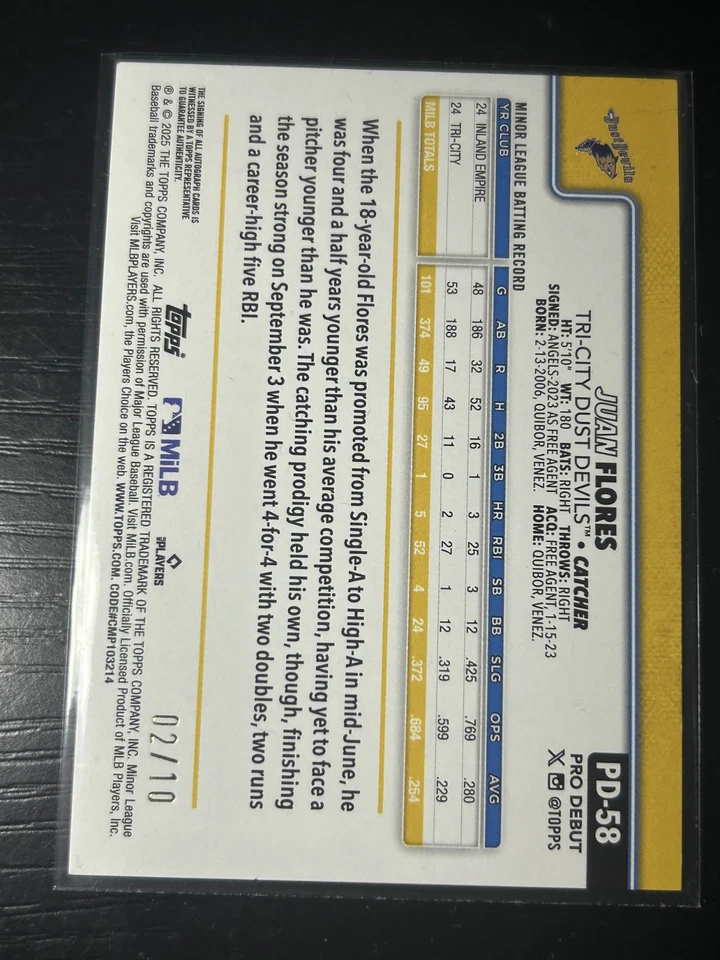 DustDevils
JUAN FLORES
TRI-CITY DUST DEVILS™ • CATCHER
HT: 5'10" WT: 180 BATS: RIGHT THROWS: RIGHT
SIGNED: ANGELS-2023 AS FREE AGENT ACQ: FREE AGENT, 1-15-23
BORN: 2-13-2006, QUIBOR, VENEZ. HOME: QUIBOR, VENEZ.
PD-58
PRO DEBUT
X @TOPPS
MINOR LEAGUE BATTING RECORD
YR CLUB G AB R H 2B 3B HR RBI SB BB SLG OPS AVG
24 INLAND EMPIRE 48 186 32 52 16 1 3 25 3 12 .425 .769 .280
24 TRI-CITY 53 188 17 43 11 0 2 27 1 12 .319 .599 .229
MILB TOTALS 101 374 49 95 27 1 5 52 4 24 .372 .684 .254
When the 18-year-old Flores was promoted from Single-A to High-A in mid-June, he
was four and a half years younger than his average competition, having yet to face a
pitcher younger than he was. The catching prodigy held his own, though, finishing
the season strong on September 3 when he went 4-for-4 with two doubles, two runs
and a career-high five RBI.
THE SIGNING OF ALL AUTOGRAPH CARDS IS
WITNESSED BY A TOPPS REPRESENTATIVE
TO GUARANTEE AUTHENTICITY.
topps
MiLB
PLAYERS
02/10
® & © 2025 THE TOPPS COMPANY, INC. ALL RIGHTS RESERVED. TOPPS IS A REGISTERED TRADEMARK OF THE TOPPS COMPANY, INC. Minor League
Baseball trademarks and copyrights are used with permission of Major League Baseball. Visit MiLB.com. Officially Licensed Product of MLB Players, Inc.
Visit MLBPLAYERS.com, the Players Choice on the web. WWW.TOPPS.COM. CODE#CMP103214